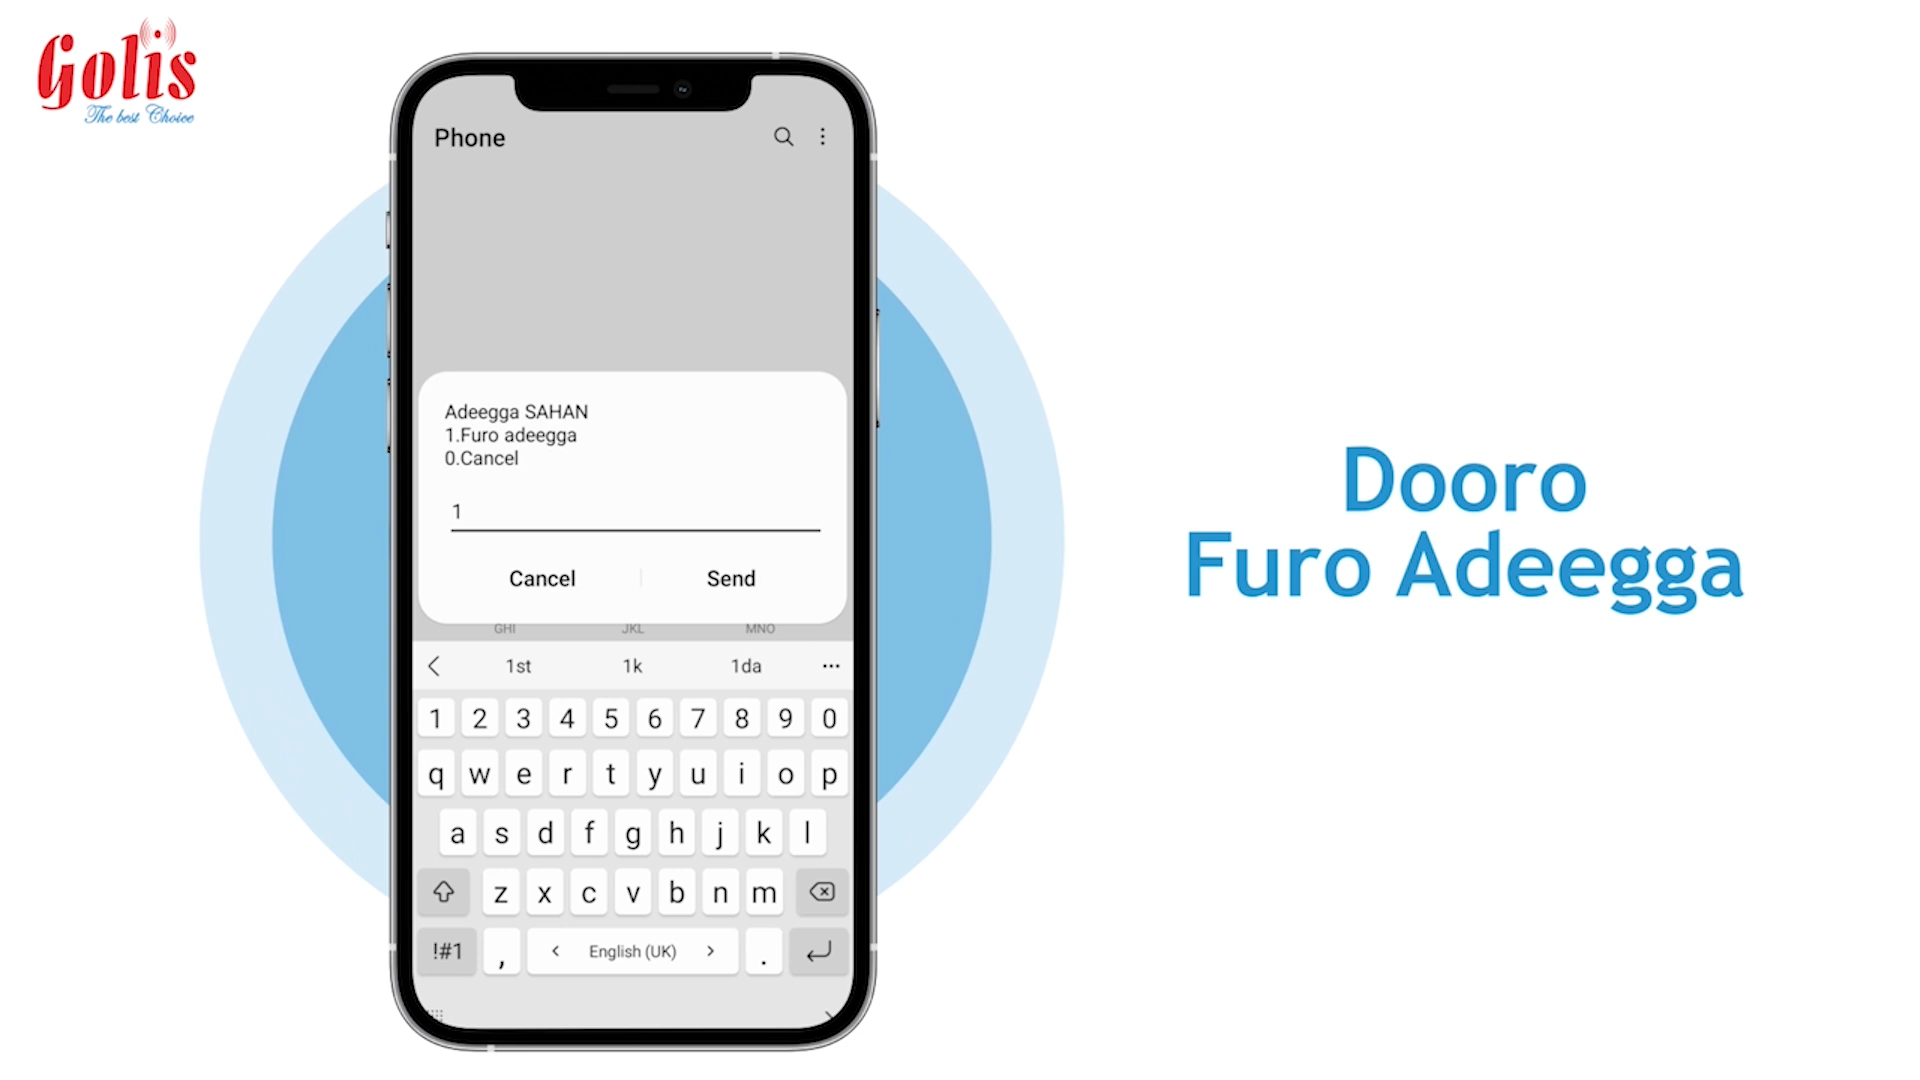 Golis
The best Choice
Phone
Adeegga SAHAN
1.Furo adeegga
0.Cancel
1
Cancel
Send
GHI
JKL
MNO
1st
1k
1da
1 2 3 4 5 6 7 8 9 0
q w e r t y u i o p
a s d f g h j k l
z x c v b n m
!#1 , < English (UK) > .
Dooro
Furo Adeegga